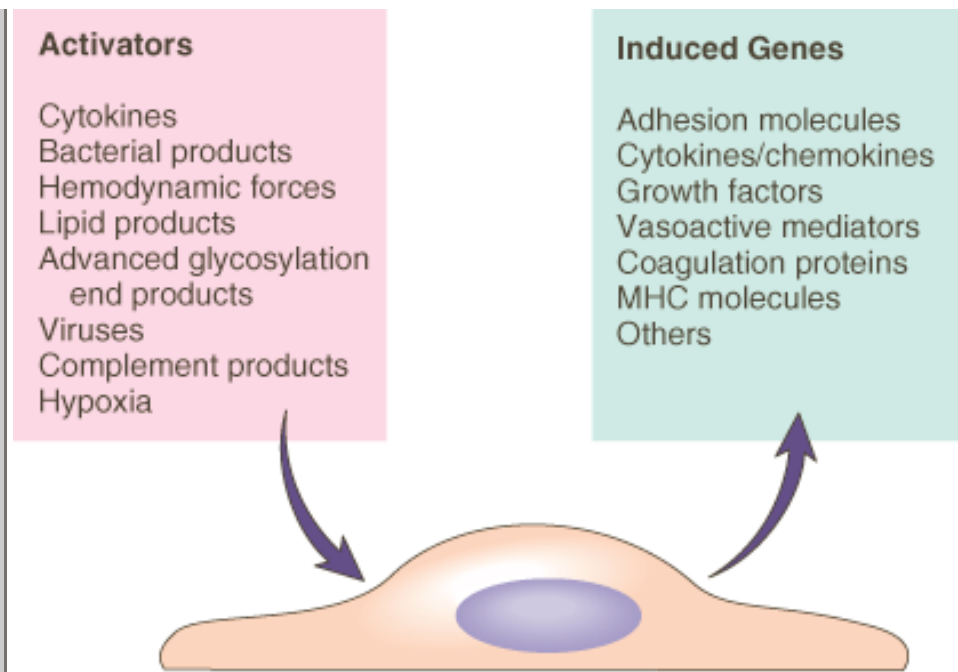 Activators
Cytokines
Bacterial products
Hemodynamic forces
Lipid products
Advanced glycosylation
end products
Viruses
Complement products
Hypoxia
Induced Genes
Adhesion molecules
Cytokines/chemokines
Growth factors
Vasoactive mediators
Coagulation proteins
MHC molecules
Others